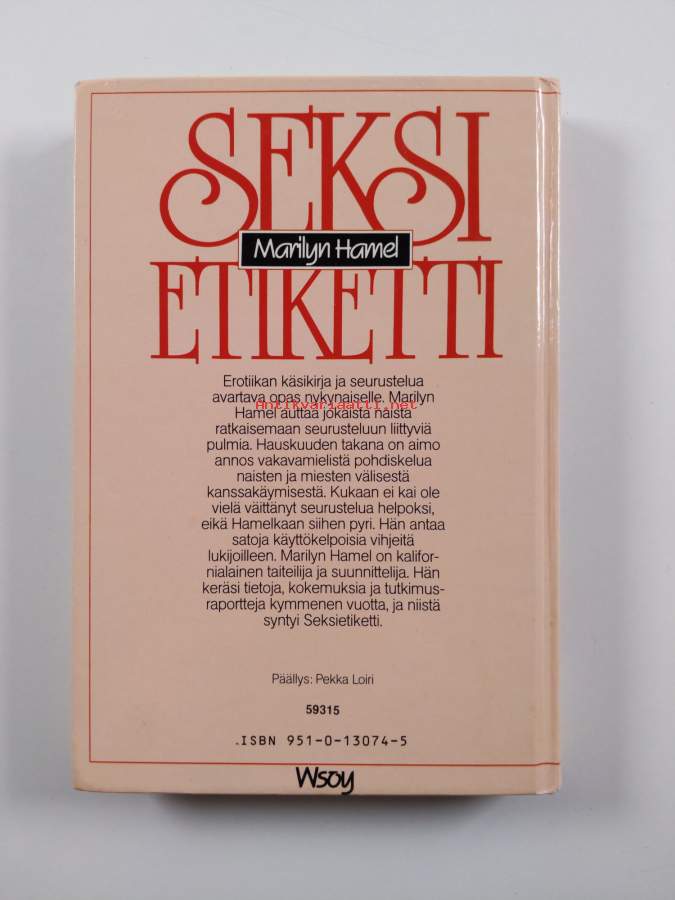 SEKSI
Marilyn Hamel
ETIKETTI
Erotiikan käsikirja ja seurustelua
avartava opas nykynaiselle. Marilyn
Antikvariaatti.net
Hamel auttaa jokaista naista
ratkaisemaan seurusteluun liittyviä
pulmia. Hauskuuden takana on aimo
annos vakavamielistä pohdiskelua
naisten ja miesten välisestä
kanssakäymisestä. Kukaan ei kai ole
vielä väittänyt seurustelua helpoksi,
eikä Hamelkaan siihen pyri. Hän antaa
satoja käyttökelpoisia vihjeitä
lukijoilleen. Marilyn Hamel on kalifor-
nialainen taiteilija ja suunnittelija. Hän
keräsi tietoja, kokemuksia ja tutkimus-
raportteja kymmenen vuotta, ja niistä
syntyi Seksietiketti.
Päällys: Pekka Loiri
59315
.ISBN 951-0-13074-5
Wsoy